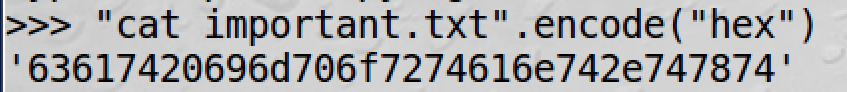 >>> "cat important.txt".encode("hex")
'63617420696d706f7274616e742e747874'